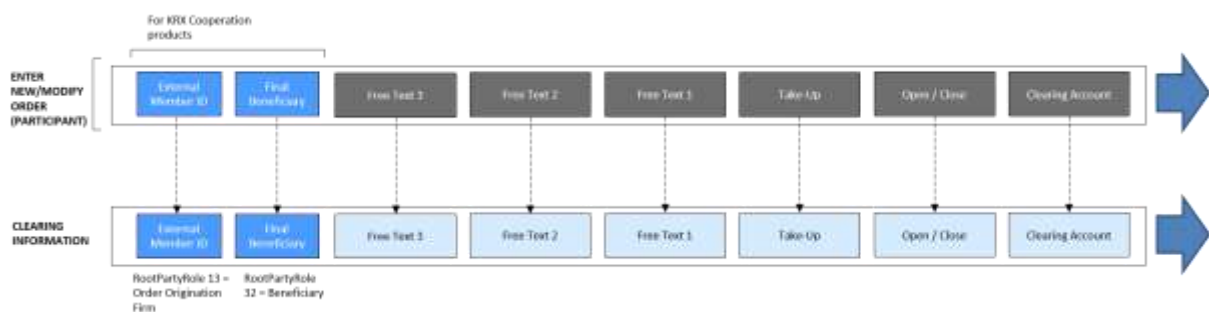 For KRX Cooperation
products
ENTER
NEW/MODIFY
ORDER
(PARTICIPANT)
External
Member ID
Final
Beneficiary
Free Text 3
Free Text 2
Free Text 1
Take-Up
Open / Close
Clearing Account
CLEARING
INFORMATION
External
Member ID
Final
Beneficiary
Free Text 3
Free Text 2
Free Text 1
Take-Up
Open / Close
Clearing Account
RootPartyRole 13 =
Order Origination
Firm
RootPartyRole
32 = Beneficiary